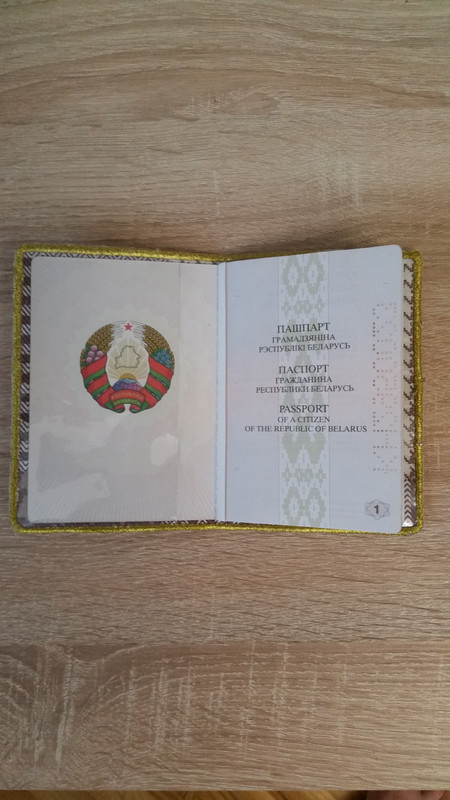 ПАШПАРТ
ГРАМАДЗЯНІНА
РЭСПУБЛІКІ БЕЛАРУСЬ
ПАСПОРТ
ГРАЖДАНИНА
РЕСПУБЛИКИ БЕЛАРУСЬ
PASSPORT
OF A CITIZEN
OF THE REPUBLIC OF BELARUS
1